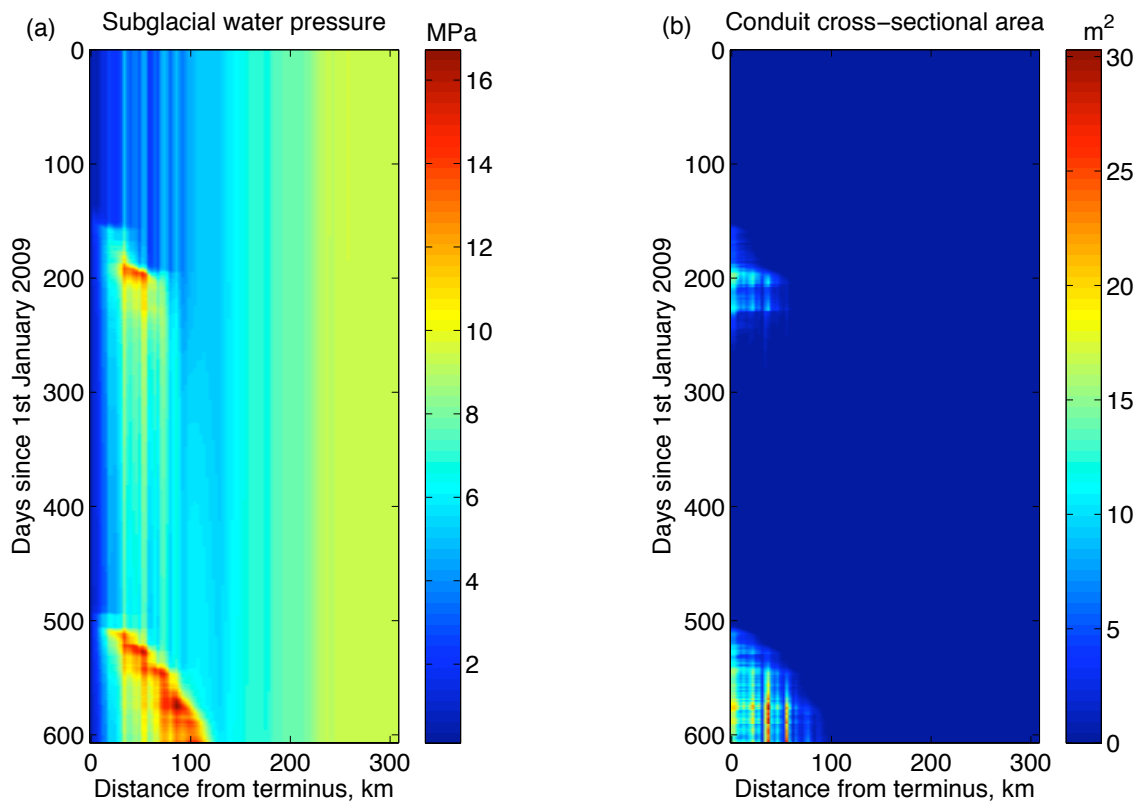 (a) Subglacial water pressure
MPa
0
100
200
300
400
500
600
Days since 1st January 2009
0 100 200 300
Distance from terminus, km
16
14
12
10
8
6
4
2
(b) Conduit cross−sectional area
m²
0
100
200
300
400
500
600
Days since 1st January 2009
0 100 200 300
Distance from terminus, km
30
25
20
15
10
5
0